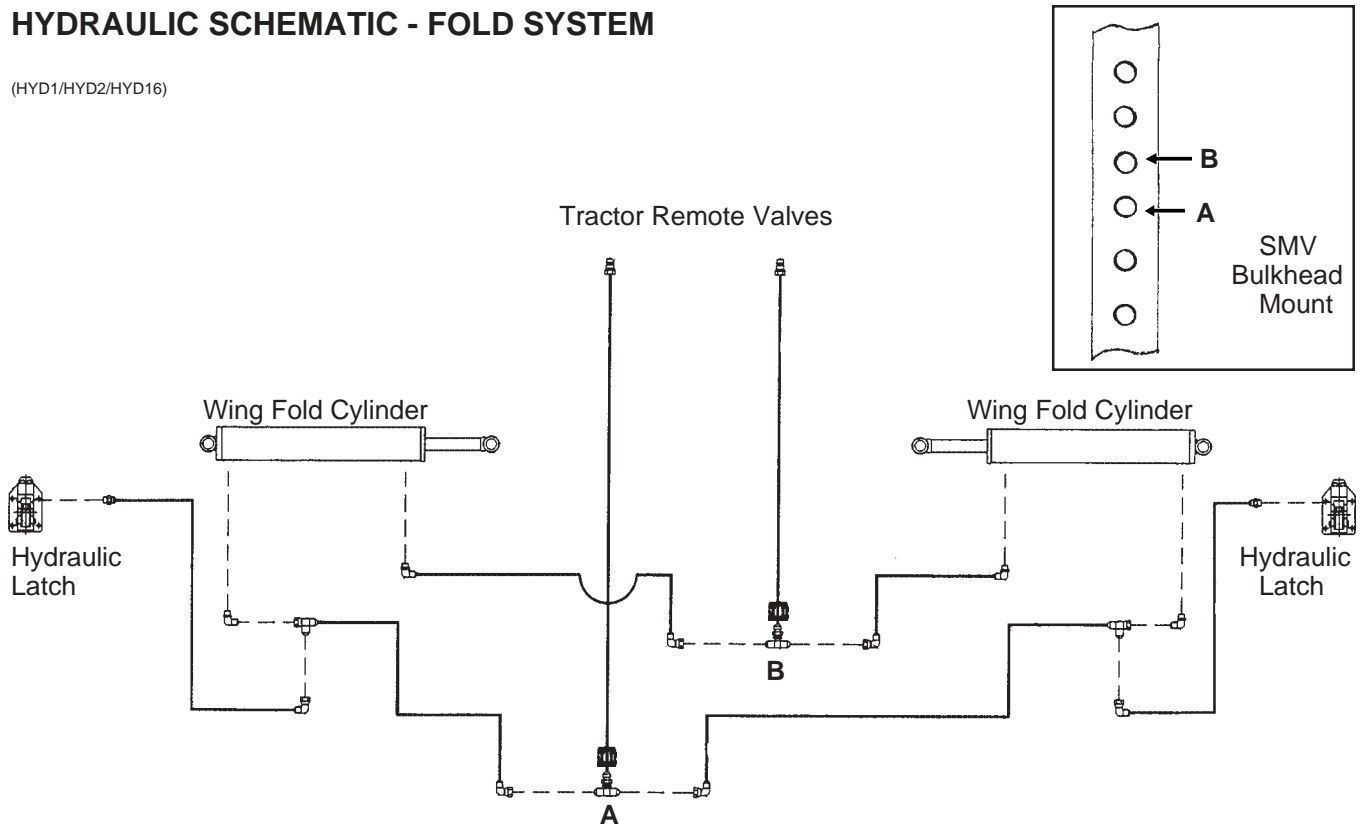 HYDRAULIC SCHEMATIC - FOLD SYSTEM
(HYD1/HYD2/HYD16)
B
A
SMV
Bulkhead
Mount
Tractor Remote Valves
Wing Fold Cylinder
Wing Fold Cylinder
Hydraulic
Latch
Hydraulic
Latch
B
A